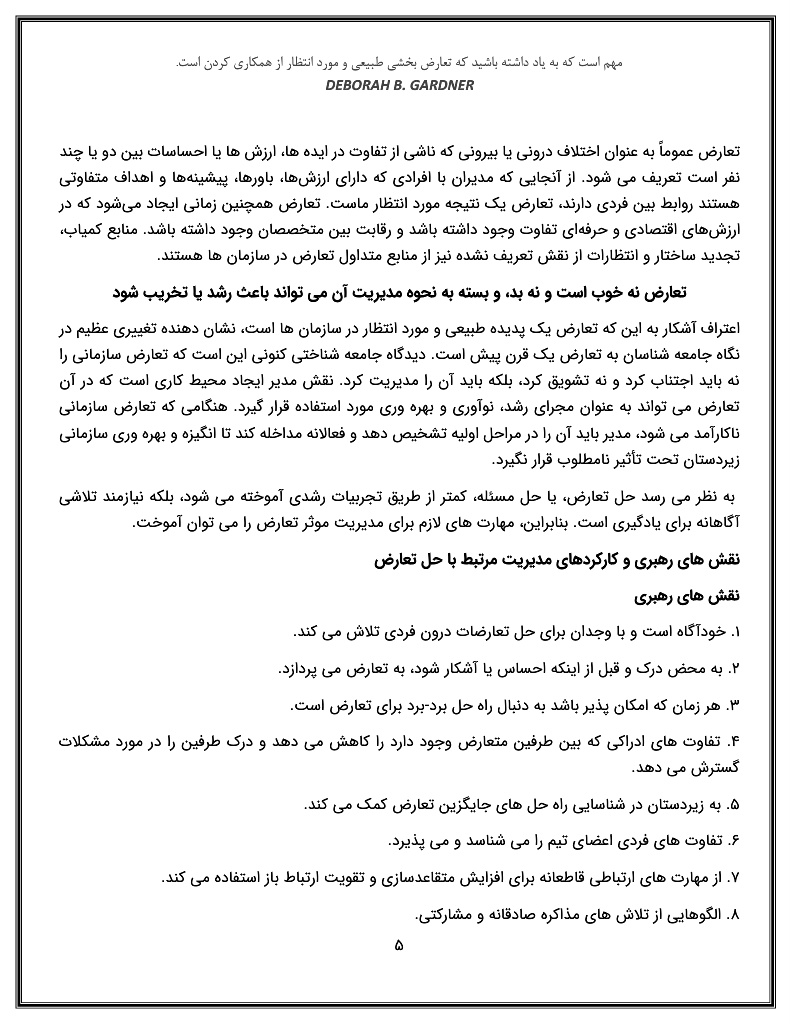 مهم است که به یاد داشته باشید که تعارض بخشی طبیعی و مورد انتظار از همکاری کردن است.
DEBORAH B. GARDNER
تعارض عموماً به عنوان اختلاف درونی یا بیرونی که ناشی از تفاوت در ایده ها، ارزش ها یا احساسات بین دو یا چند
نفر است تعریف می شود. از آنجایی که مدیران با افرادی که دارای ارزش‌ها، باورها، پیشینه‌ها و اهداف متفاوتی
هستند روابط بین فردی دارند، تعارض یک نتیجه مورد انتظار ماست. تعارض همچنین زمانی ایجاد می‌شود که در
ارزش‌های اقتصادی و حرفه‌ای تفاوت وجود داشته باشد و رقابت بین متخصصان وجود داشته باشد. منابع کمیاب،
تجدید ساختار و انتظارات از نقش تعریف نشده نیز از منابع متداول تعارض در سازمان ها هستند.
تعارض نه خوب است و نه بد، و بسته به نحوه مدیریت آن می تواند باعث رشد یا تخریب شود
اعتراف آشکار به این که تعارض یک پدیده طبیعی و مورد انتظار در سازمان ها است، نشان دهنده تغییری عظیم در
نگاه جامعه شناسان به تعارض یک قرن پیش است. دیدگاه جامعه شناختی کنونی این است که تعارض سازمانی را
نه باید اجتناب کرد و نه تشویق کرد، بلکه باید آن را مدیریت کرد. نقش مدیر ایجاد محیط کاری است که در آن
تعارض می تواند به عنوان مجرای رشد، نوآوری و بهره وری مورد استفاده قرار گیرد. هنگامی که تعارض سازمانی
ناکارآمد می شود، مدیر باید آن را در مراحل اولیه تشخیص دهد و فعالانه مداخله کند تا انگیزه و بهره وری سازمانی
زیردستان تحت تأثیر نامطلوب قرار نگیرد.
به نظر می رسد حل تعارض، یا حل مسئله، کمتر از طریق تجربیات رشدی آموخته می شود، بلکه نیازمند تلاشی
آگاهانه برای یادگیری است. بنابراین، مهارت های لازم برای مدیریت موثر تعارض را می توان آموخت.
نقش های رهبری و کارکردهای مدیریت مرتبط با حل تعارض
نقش های رهبری
۱. خودآگاه است و با وجدان برای حل تعارضات درون فردی تلاش می کند.
۲. به محض درک و قبل از اینکه احساس یا آشکار شود، به تعارض می پردازد.
۳. هر زمان که امکان پذیر باشد به دنبال راه حل برد-برد برای تعارض است.
۴. تفاوت های ادراکی که بین طرفین متعارض وجود دارد را کاهش می دهد و درک طرفین را در مورد مشکلات
گسترش می دهد.
۵. به زیردستان در شناسایی راه حل های جایگزین تعارض کمک می کند.
۶. تفاوت های فردی اعضای تیم را می شناسد و می پذیرد.
۷. از مهارت های ارتباطی قاطعانه برای افزایش متقاعدسازی و تقویت ارتباط باز استفاده می کند.
۸. الگوهایی از تلاش های مذاکره صادقانه و مشارکتی.
۵